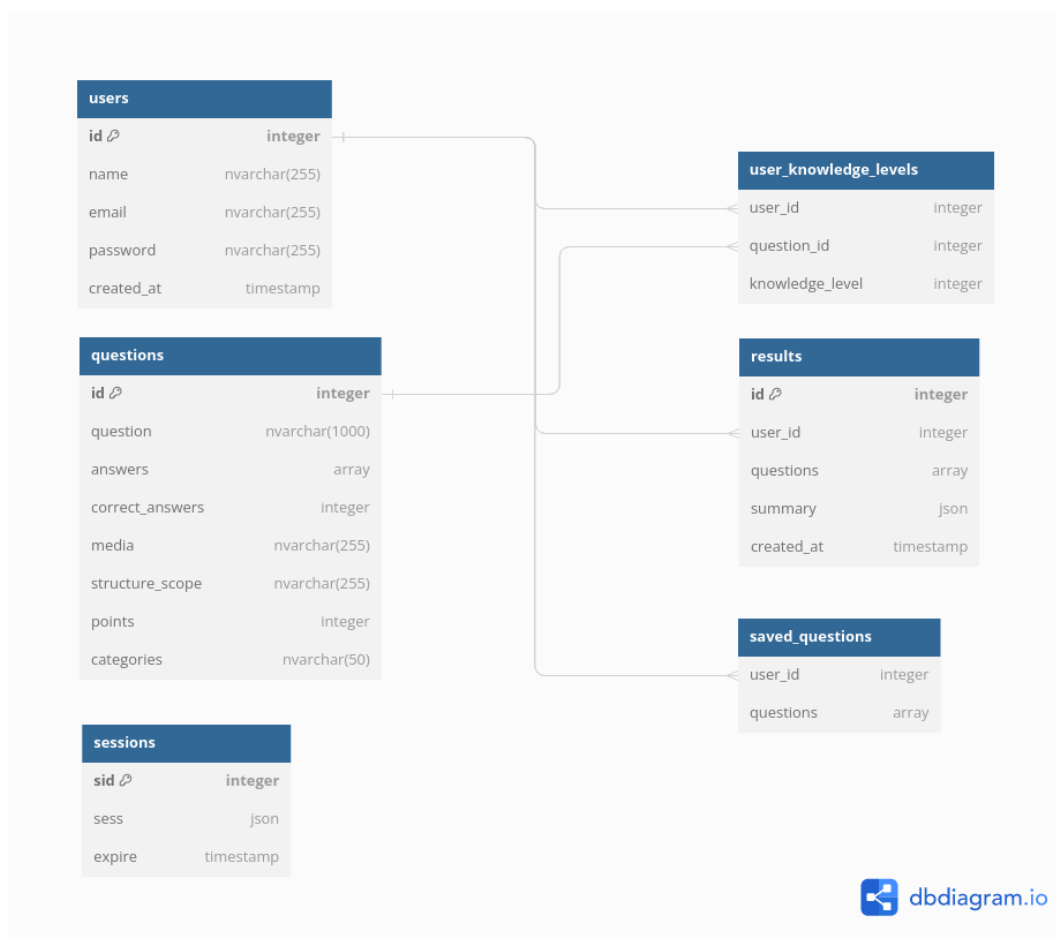 users
id integer
name nvarchar(255)
email nvarchar(255)
password nvarchar(255)
created_at timestamp
questions
id integer
question nvarchar(1000)
answers array
correct_answers integer
media nvarchar(255)
structure_scope nvarchar(255)
points integer
categories nvarchar(50)
sessions
sid integer
sess json
expire timestamp
user_knowledge_levels
user_id integer
question_id integer
knowledge_level integer
results
id integer
user_id integer
questions array
summary json
created_at timestamp
saved_questions
user_id integer
questions array
dbdiagram.io